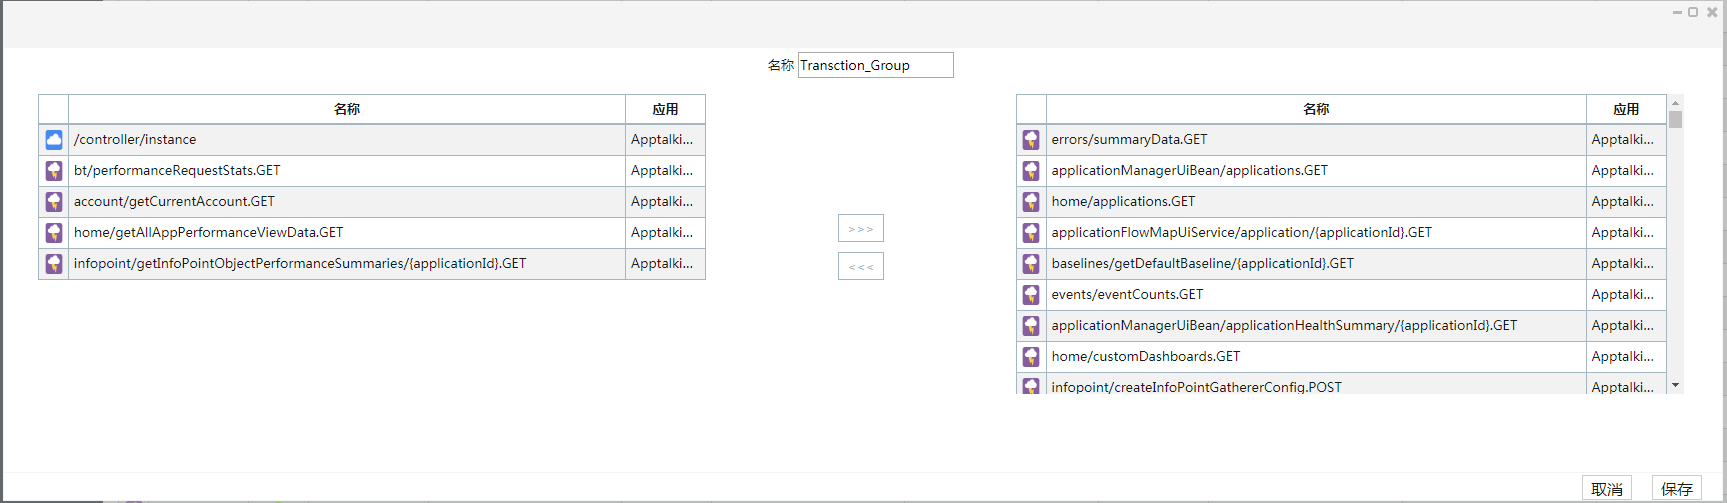 名称 Transction_Group
名称 应用
/controller/instance Apptalki...
bt/performanceRequestStats.GET Apptalki...
account/getCurrentAccount.GET Apptalki...
home/getAllAppPerformanceViewData.GET Apptalki...
infopoint/getInfoPointObjectPerformanceSummaries/{applicationId}.GET Apptalki...
>>>
<<<
名称 应用
errors/summaryData.GET Apptalki...
applicationManagerUiBean/applications.GET Apptalki...
home/applications.GET Apptalki...
applicationFlowMapUiService/application/{applicationId}.GET Apptalki...
baselines/getDefaultBaseline/{applicationId}.GET Apptalki...
events/eventCounts.GET Apptalki...
applicationManagerUiBean/applicationHealthSummary/{applicationId}.GET Apptalki...
home/customDashboards.GET Apptalki...
infopoint/createInfoPointGathererConfig.POST Apptalki...
取消 保存